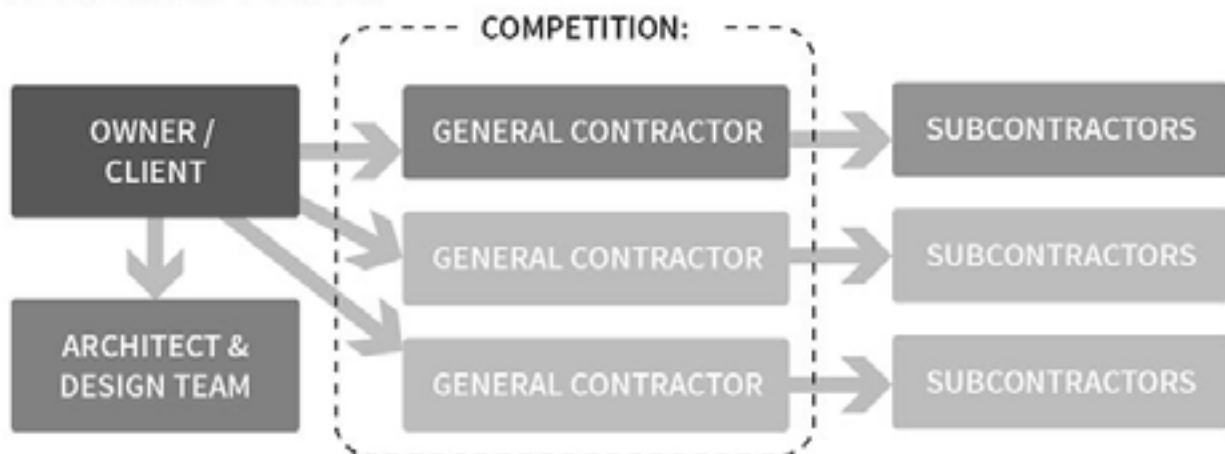 COMPETITION:
OWNER /
CLIENT
GENERAL CONTRACTOR
SUBCONTRACTORS
GENERAL CONTRACTOR
SUBCONTRACTORS
ARCHITECT &
DESIGN TEAM
GENERAL CONTRACTOR
SUBCONTRACTORS